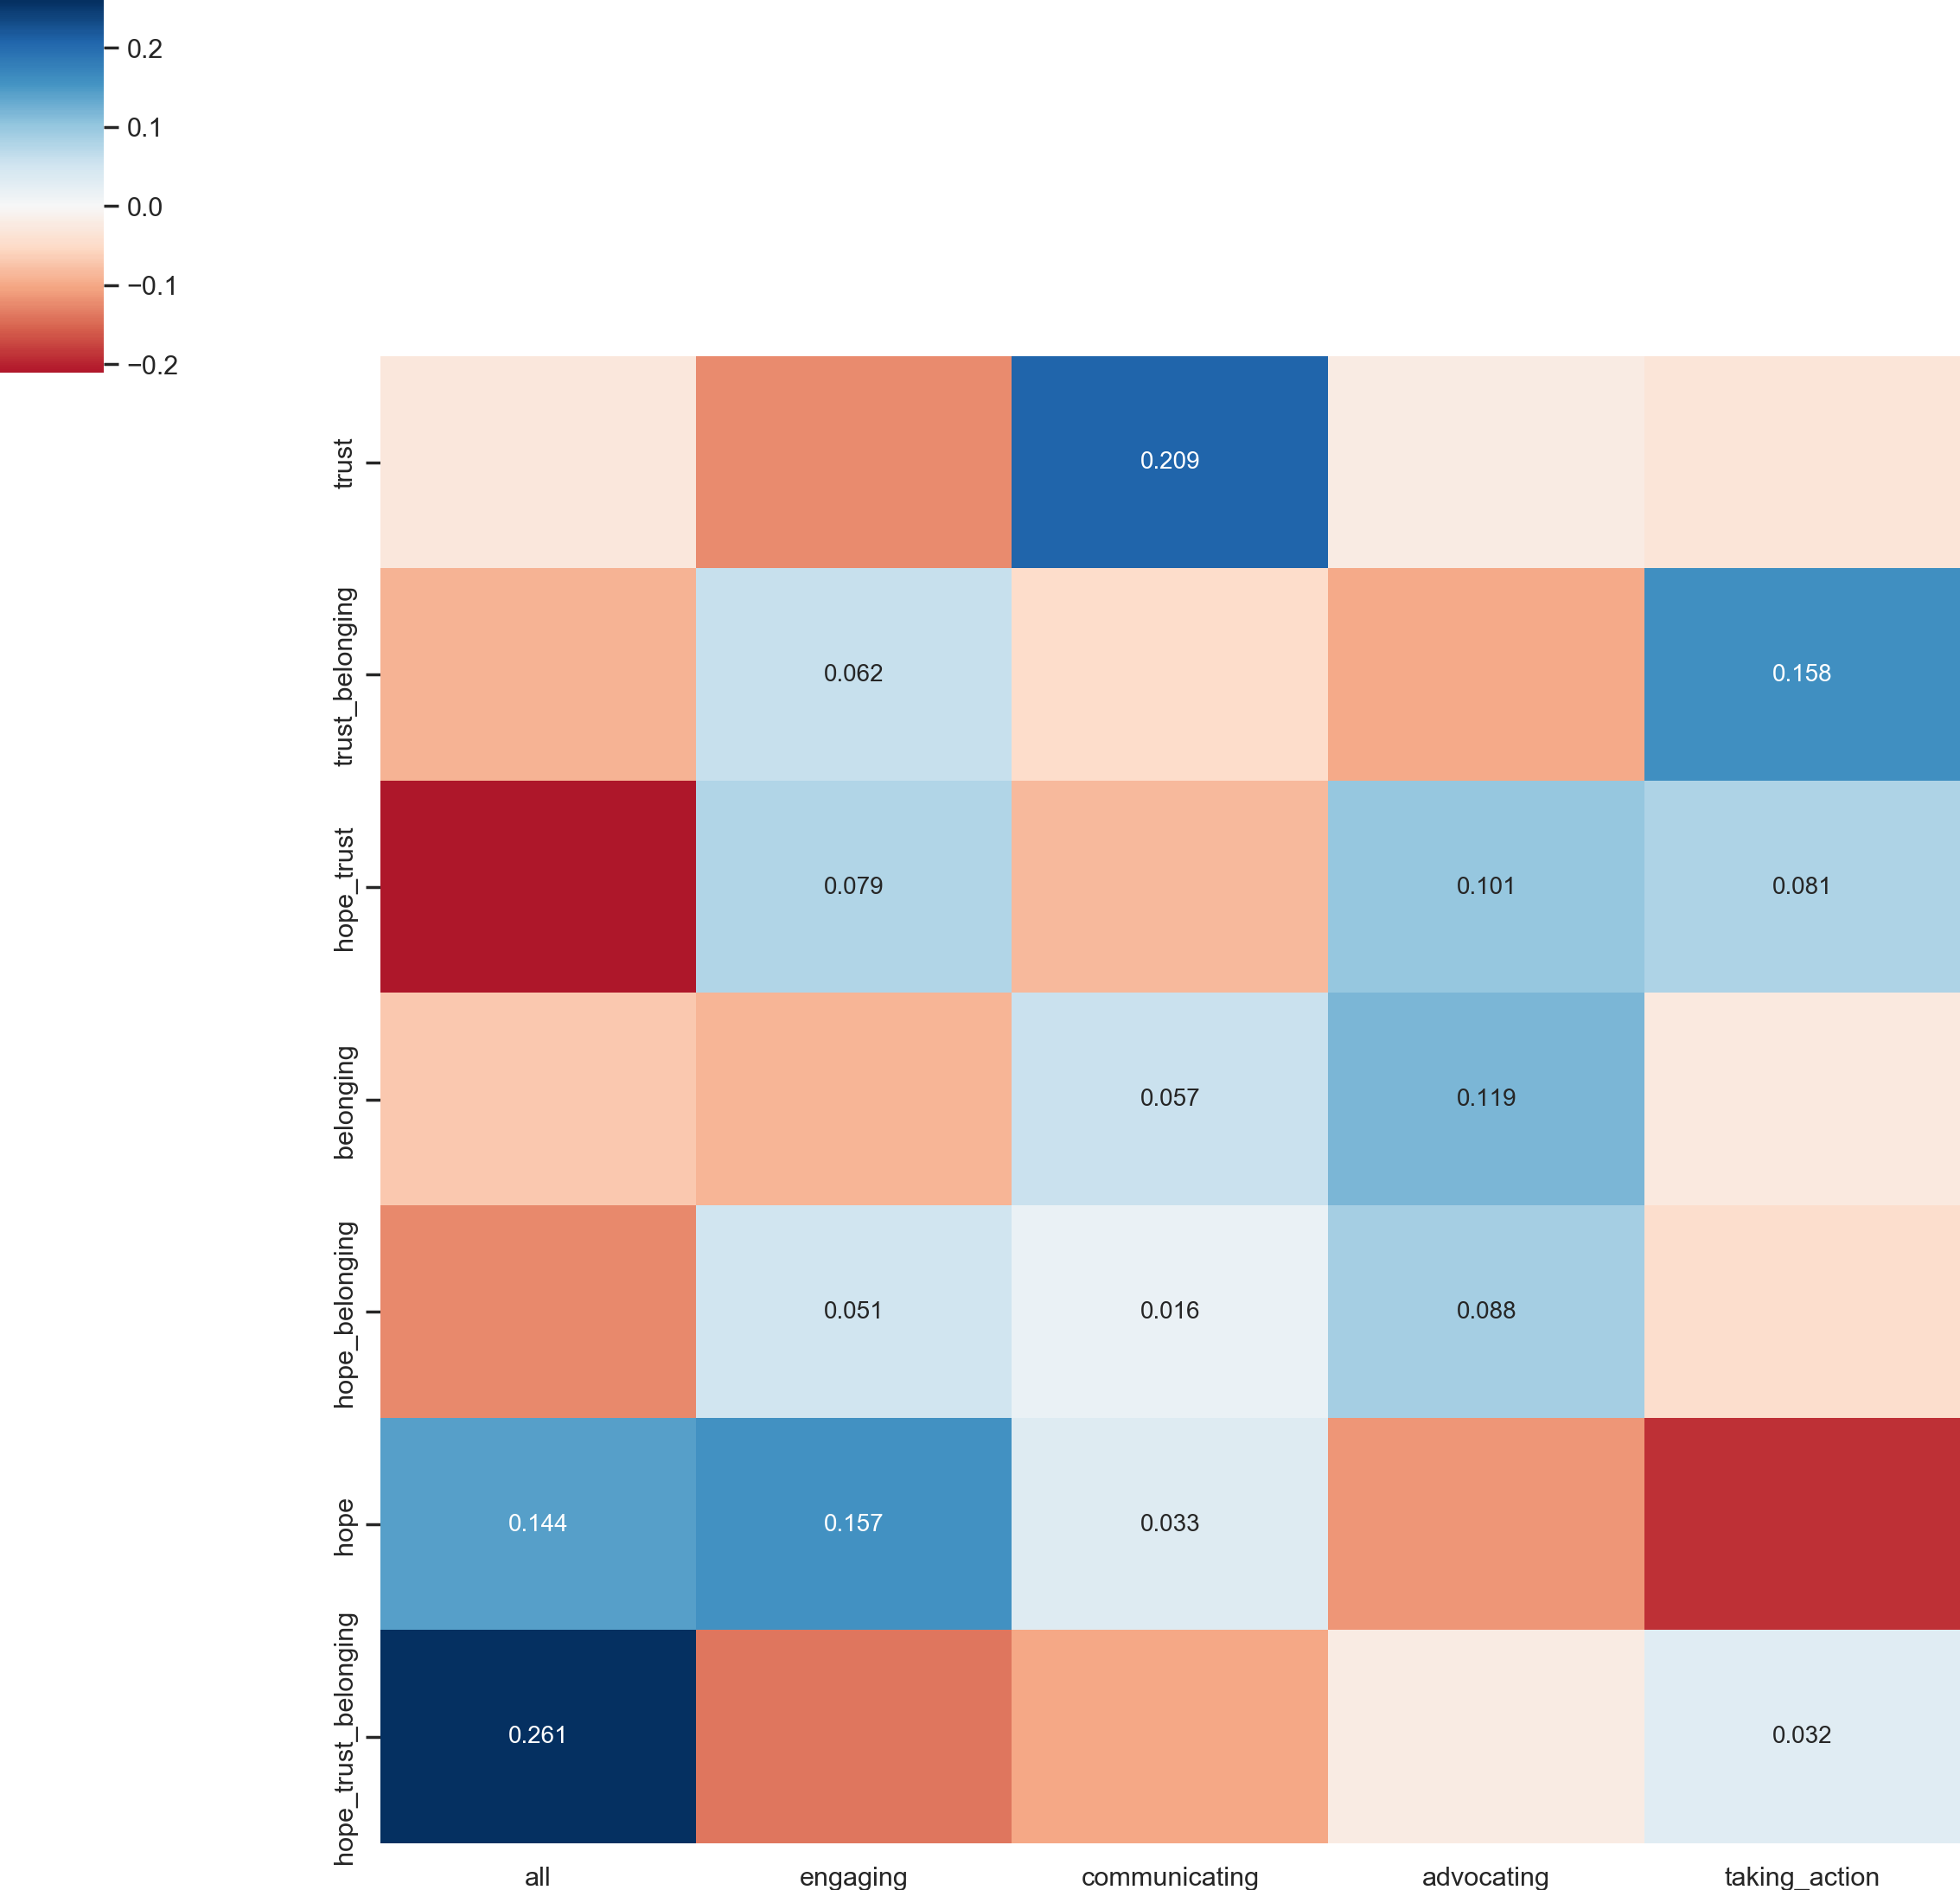 0.2
0.1
0.0
−0.1
−0.2
trust
0.209
trust_belonging
0.062
0.158
hope_trust
0.079
0.101
0.081
belonging
0.057
0.119
hope_belonging
0.051
0.016
0.088
hope
0.144
0.157
0.033
hope_trust_belonging
0.261
0.032
all
engaging
communicating
advocating
taking_action